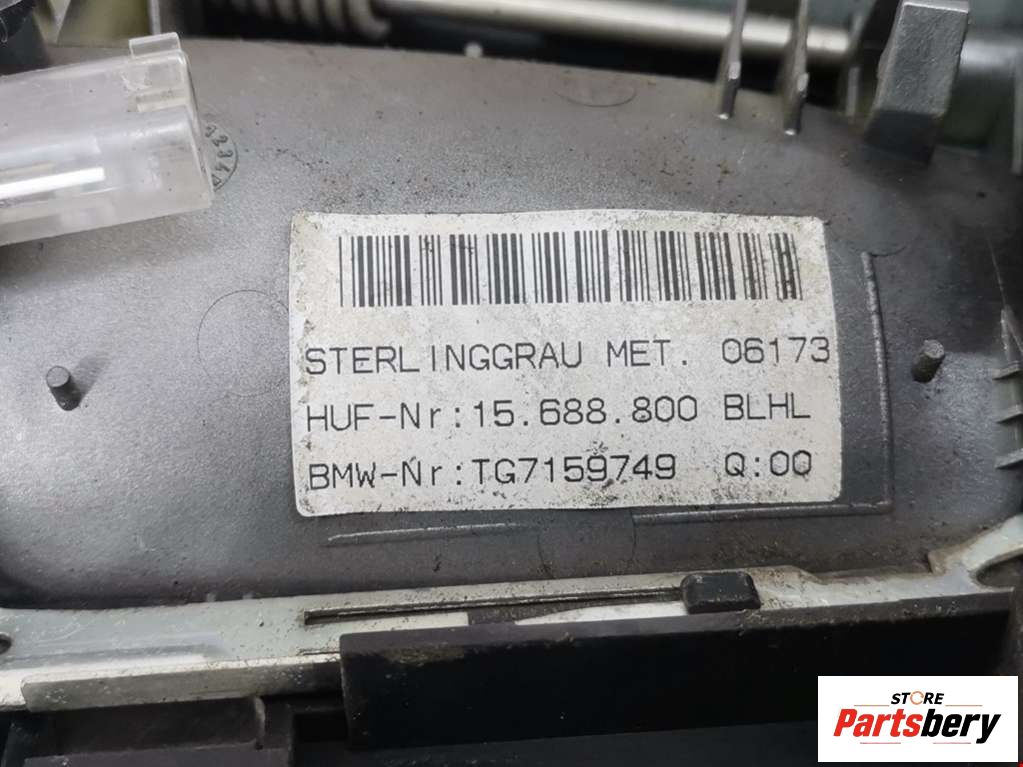 STERLINGGRAU MET. 06173
HUF-Nr:15.688.800 BLHL
BMW-Nr:TG7159749 Q:00
STORE
Partsbery